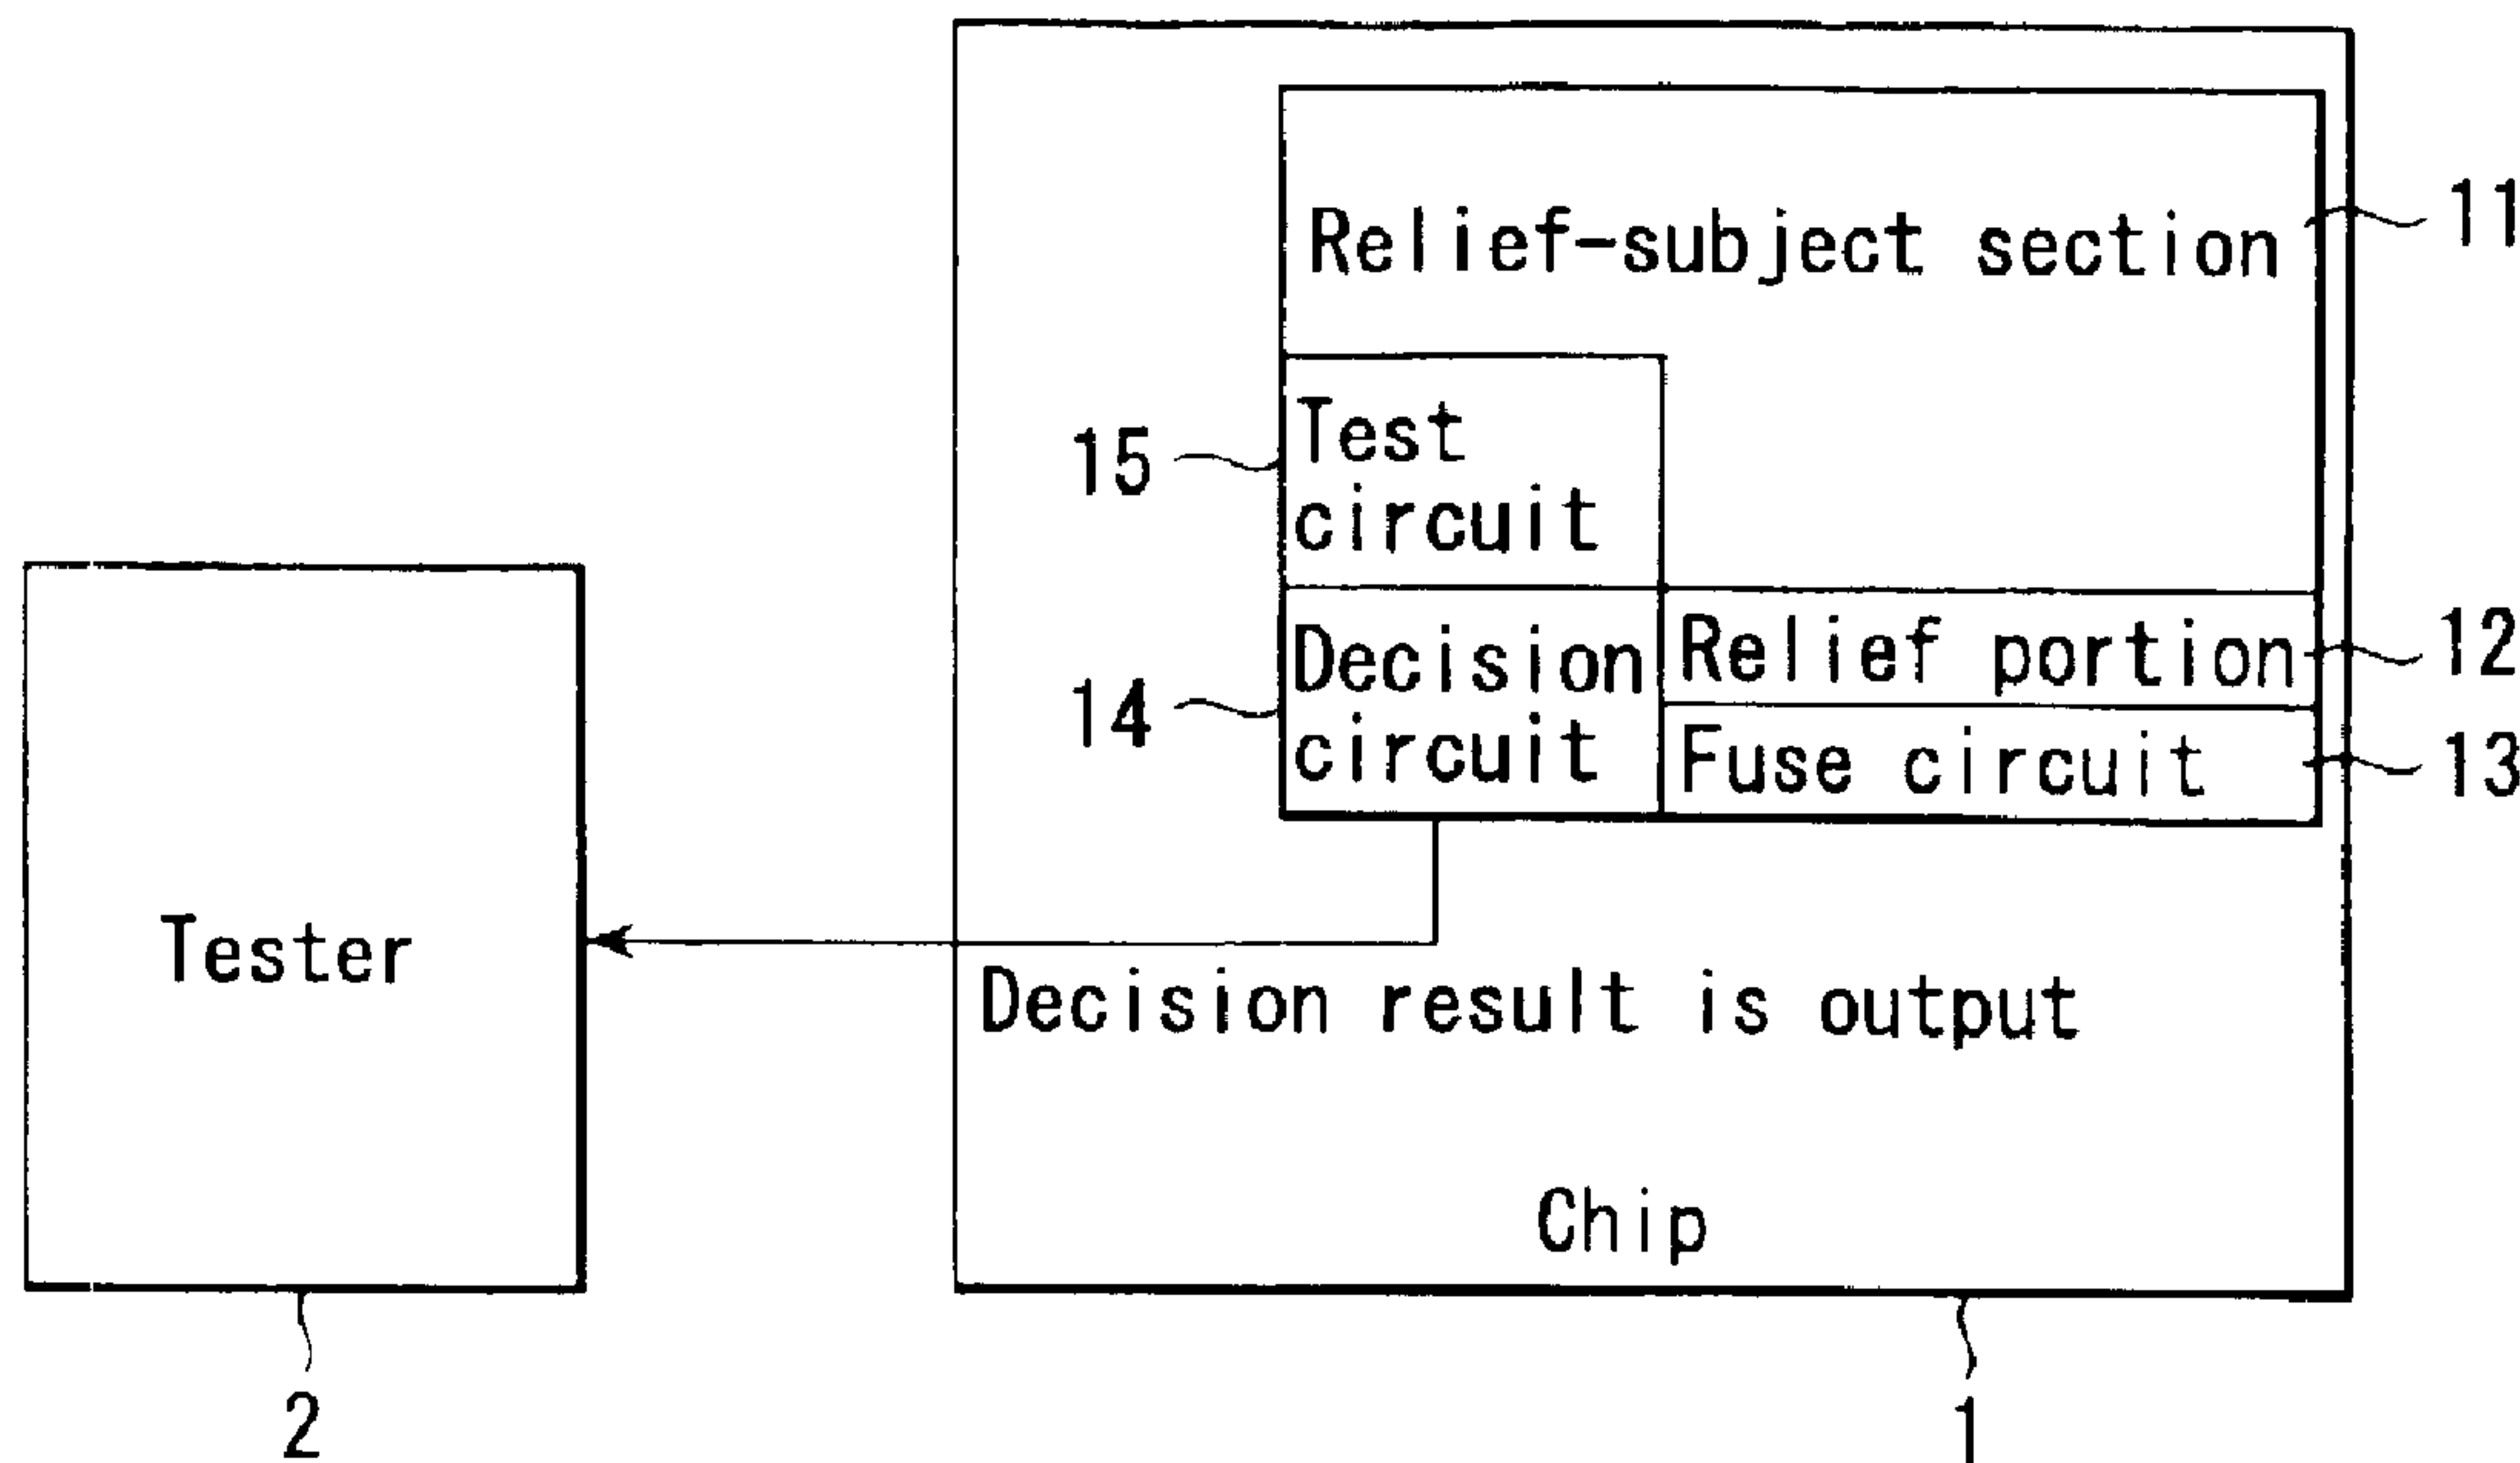 Relief-subject section
11
15
Test
circuit
14
Decision
circuit
Relief portion
12
Fuse circuit
13
Tester
Decision result is output
Chip
2
1